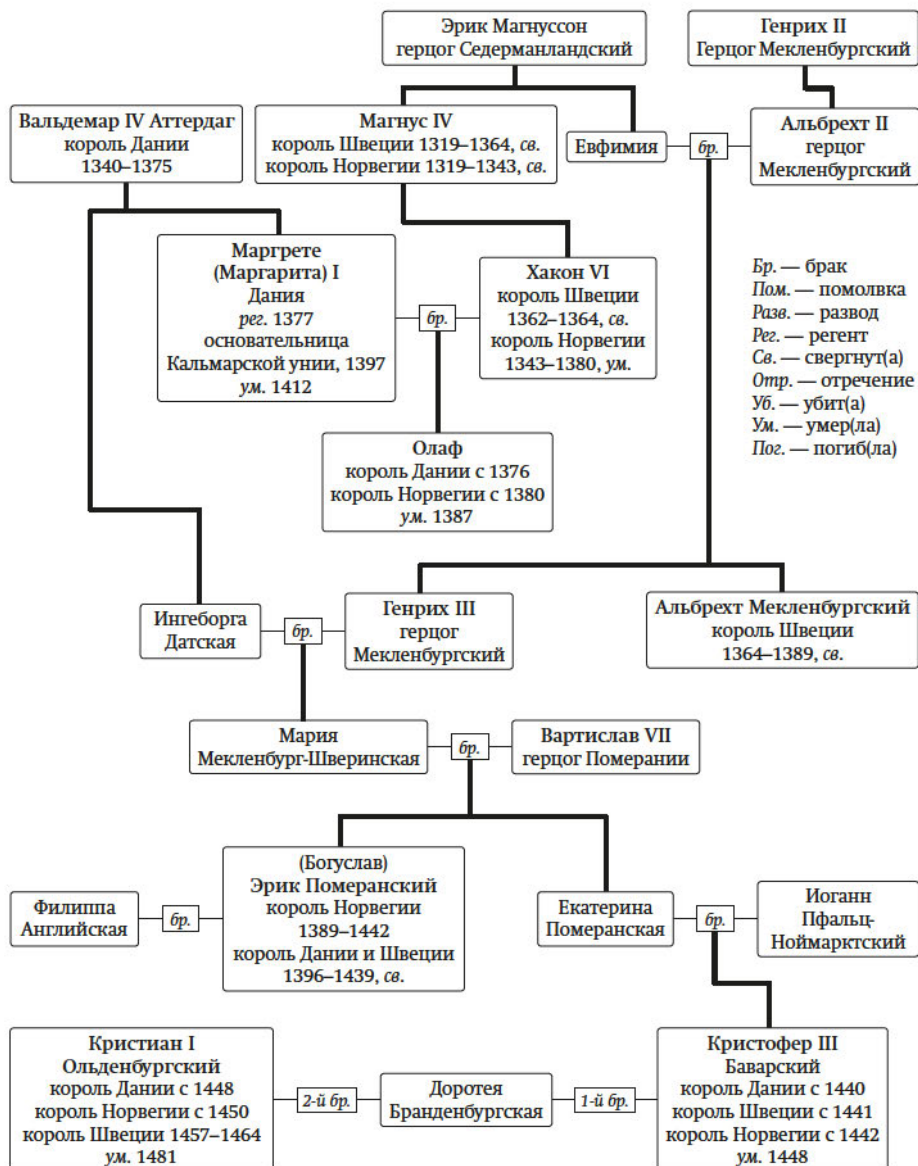 Эрик Магнуссон
герцог Седерманландский
Генрих II
Герцог Мекленбургский
Вальдемар IV Аттердаг
король Дании
1340–1375
Магнус IV
король Швеции 1319–1364, св.
король Норвегии 1319–1343, св.
Евфимия
бр.
Альбрехт II
герцог
Мекленбургский
Маргрете
(Маргарита) I
Дания
рег. 1377
основательница
Кальмарской унии, 1397
ум. 1412
бр.
Хакон VI
король Швеции
1362–1364, св.
король Норвегии
1343–1380, ум.
Бр. — брак
Пом. — помолвка
Разв. — развод
Рег. — регент
Св. — свергнут(а)
Отр. — отречение
Уб. — убит(а)
Ум. — умер(ла)
Пог. — погиб(ла)
Олаф
король Дании с 1376
король Норвегии с 1380
ум. 1387
Ингеборга
Датская
бр.
Генрих III
герцог
Мекленбургский
Альбрехт Мекленбургский
король Швеции
1364–1389, св.
Мария
Мекленбург-Шверинская
бр.
Вартислав VII
герцог Померании
Филиппа
Английская
бр.
(Богуслав)
Эрик Померанский
король Норвегии
1389–1442
король Дании и Швеции
1396–1439, св.
Екатерина
Померанская
бр.
Иоганн
Пфальц-
Ноймарктский
Кристиан I
Ольденбургский
король Дании с 1448
король Норвегии с 1450
король Швеции 1457–1464
ум. 1481
2-й бр.
Доротея
Бранденбургская
1-й бр.
Кристофер III
Баварский
король Дании с 1440
король Швеции с 1441
король Норвегии с 1442
ум. 1448